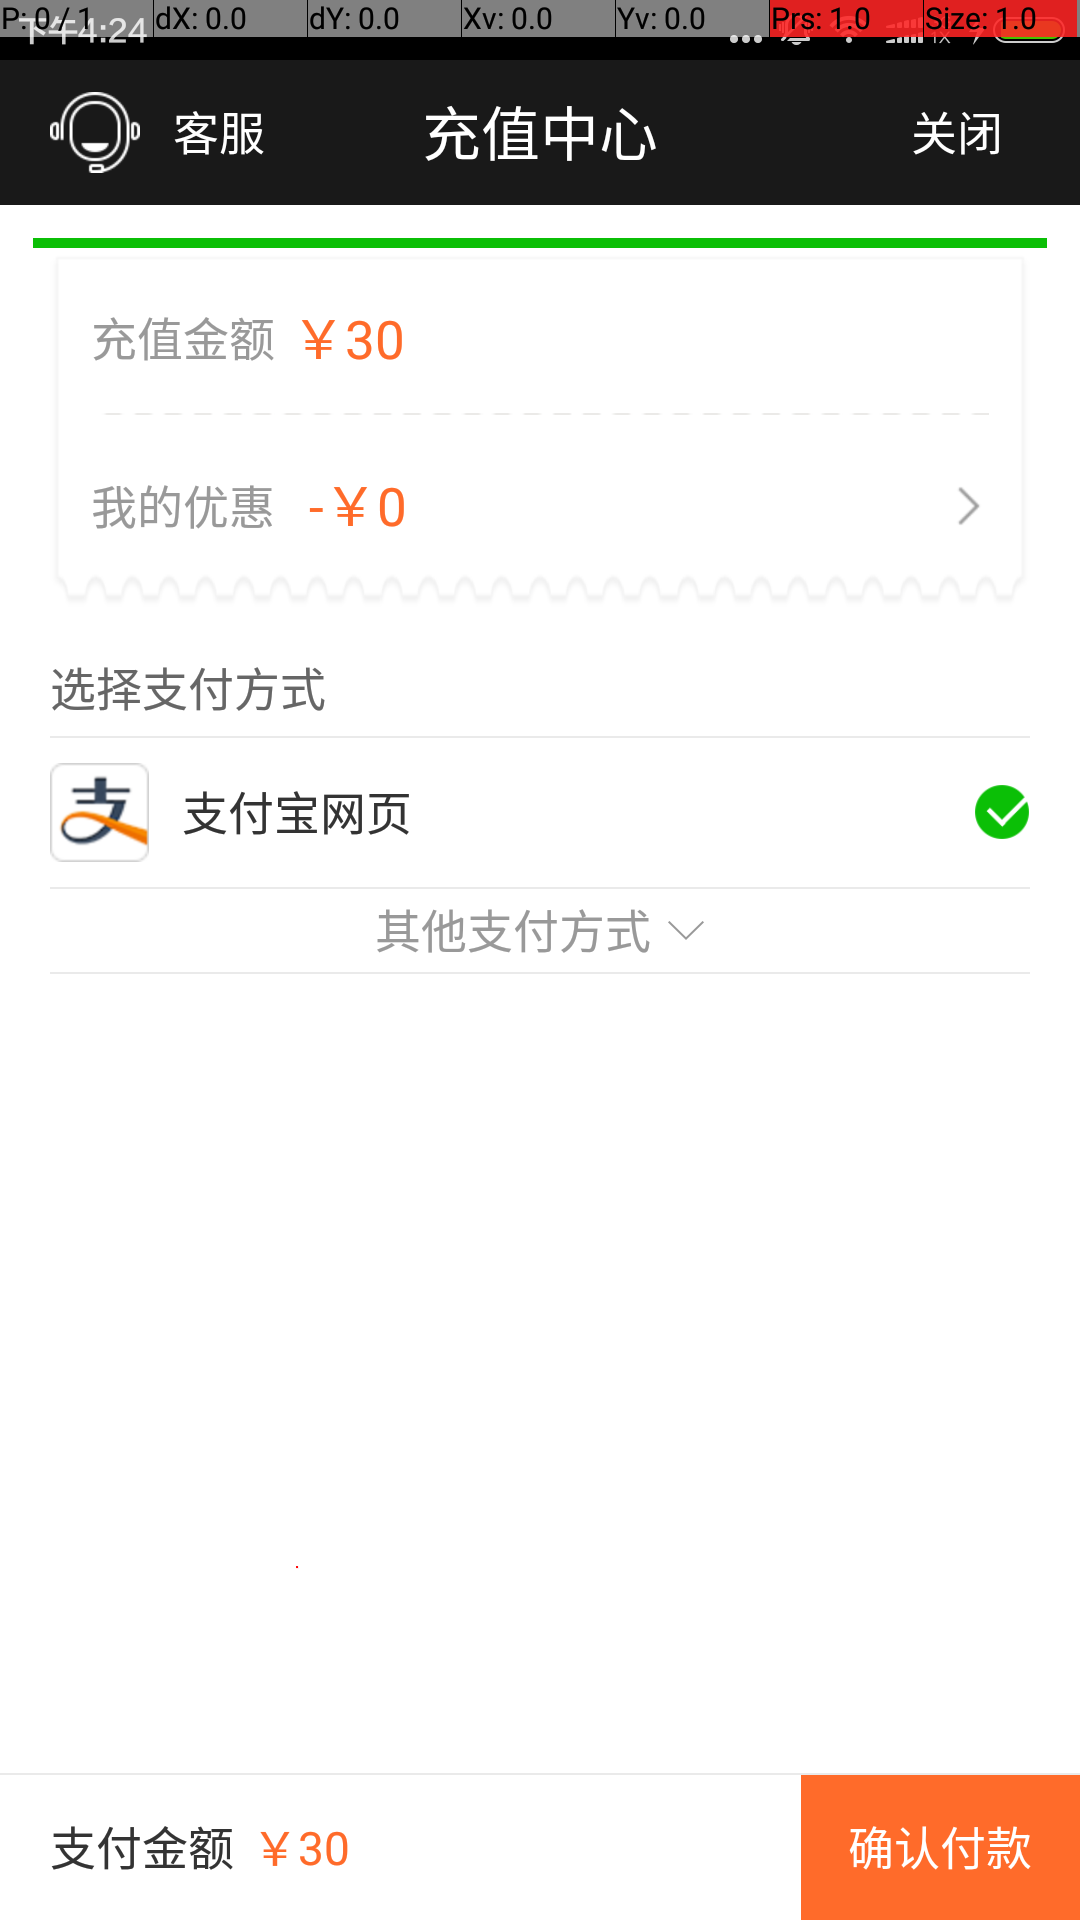 P: 0 / 1 dX: 0.0 dY: 0.0 Xv: 0.0 Yv: 0.0 Prs: 1.0 Size: 1.0
下午4:24
客服 充值中心 关闭
充值金额 ￥30
我的优惠 -￥0
选择支付方式
支 支付宝网页
其他支付方式
支付金额 ￥30 确认付款